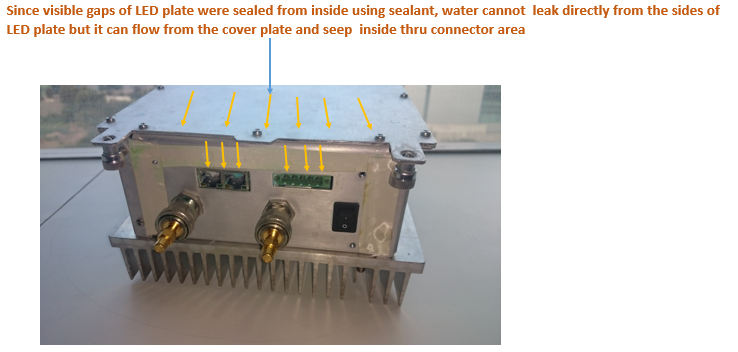 Since visible gaps of LED plate were sealed from inside using sealant, water cannot leak directly from the sides of
LED plate but it can flow from the cover plate and seep inside thru connector area